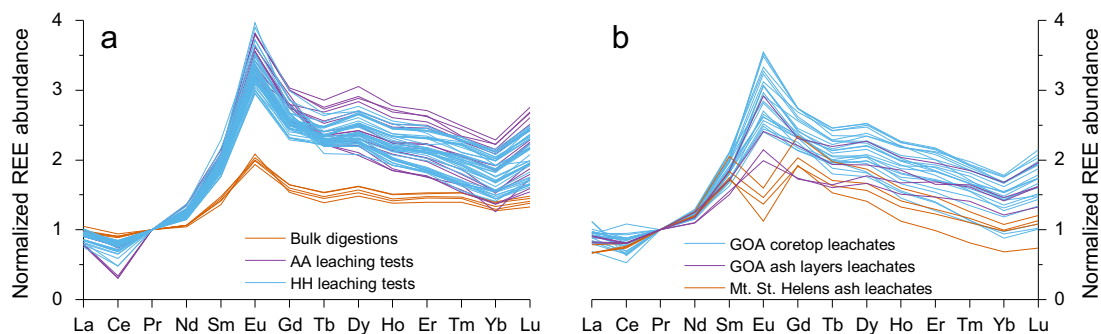 a
Normalized REE abundance
4
3
2
1
0
Bulk digestions
AA leaching tests
HH leaching tests
La Ce Pr Nd Sm Eu Gd Tb Dy Ho Er Tm Yb Lu
b
GOA coretop leachates
GOA ash layers leachates
Mt. St. Helens ash leachates
La Ce Pr Nd Sm Eu Gd Tb Dy Ho Er Tm Yb Lu
4
3
2
1
0
Normalized REE abundance